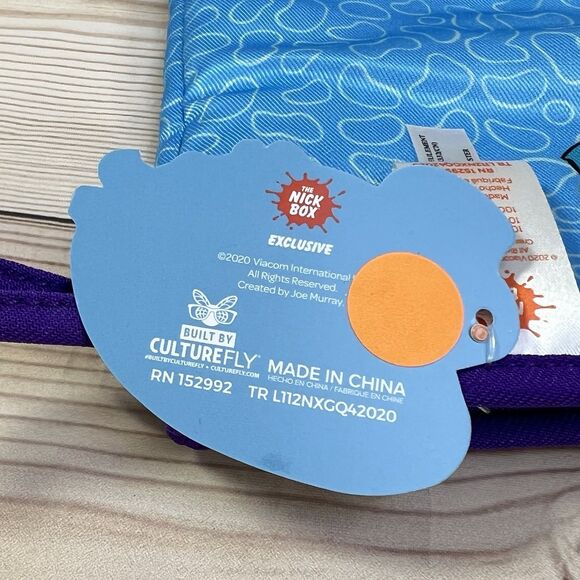 THE
NICK
BOX
EXCLUSIVE
©2020 Viacom International
All Rights Reserved.
Created by Joe Murray.
BUILT BY
CULTUREFLY
#BUILTBYCULTUREFLY • CULTUREFLY.COM
MADE IN CHINA
HECHO EN CHINA / FABRIQUE EN CHINE
RN 152992 TR L112NXGQ42020